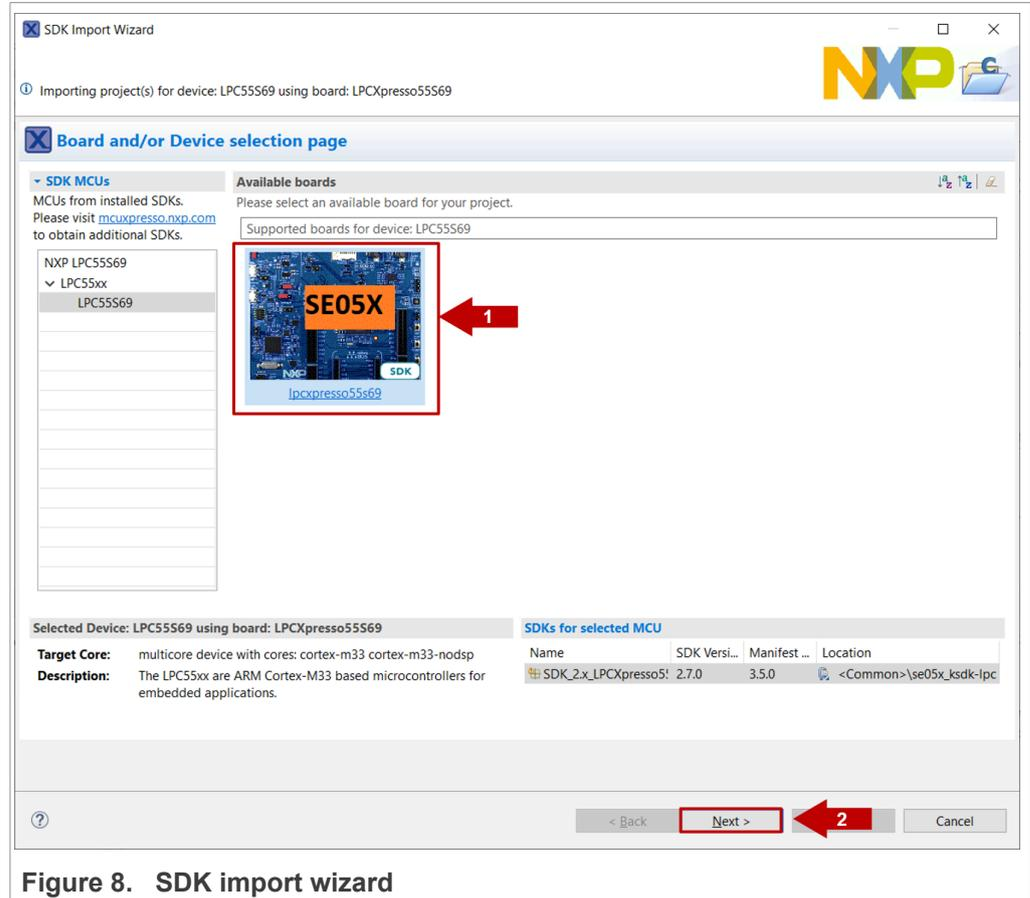 SDK Import Wizard
NXP
Importing project(s) for device: LPC55S69 using board: LPCXpresso55S69
Board and/or Device selection page
SDK MCUs
MCUs from installed SDKs.
Please visit mcuxpresso.nxp.com
to obtain additional SDKs.
NXP LPC55S69
LPC55xx
LPC55S69
Available boards
Please select an available board for your project.
Supported boards for device: LPC55S69
SE05X
NXP
SDK
lpcxpresso55s69
1
Selected Device: LPC55S69 using board: LPCXpresso55S69
Target Core: multicore device with cores: cortex-m33 cortex-m33-nodsp
Description: The LPC55xx are ARM Cortex-M33 based microcontrollers for
embedded applications.
SDKs for selected MCU
Name SDK Versi... Manifest ... Location
SDK_2.x_LPCXpresso5! 2.7.0 3.5.0 <Common>\se05x_ksdk-lpc
< Back Next > 2 Cancel
Figure 8. SDK import wizard